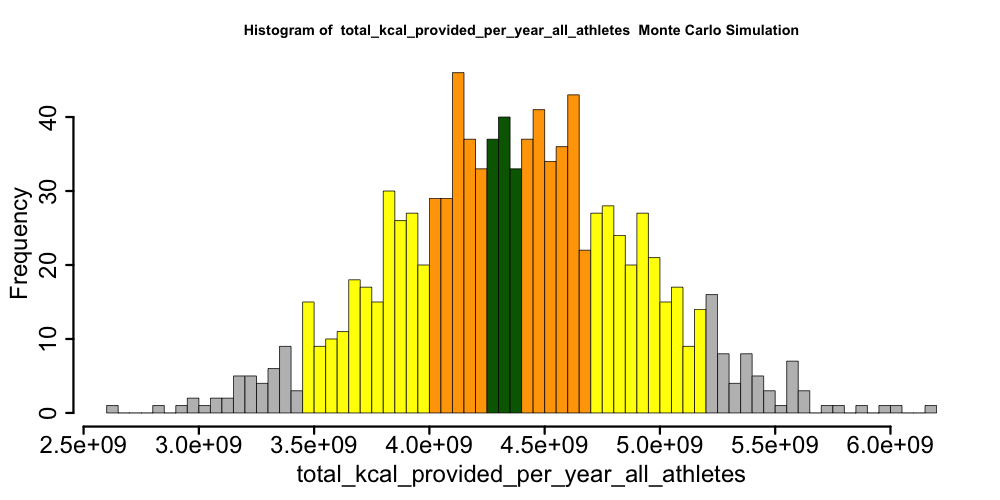 Histogram of  total_kcal_provided_per_year_all_athletes  Monte Carlo Simulation
Frequency
40
30
20
10
0
2.5e+09 3.0e+09 3.5e+09 4.0e+09 4.5e+09 5.0e+09 5.5e+09 6.0e+09
total_kcal_provided_per_year_all_athletes